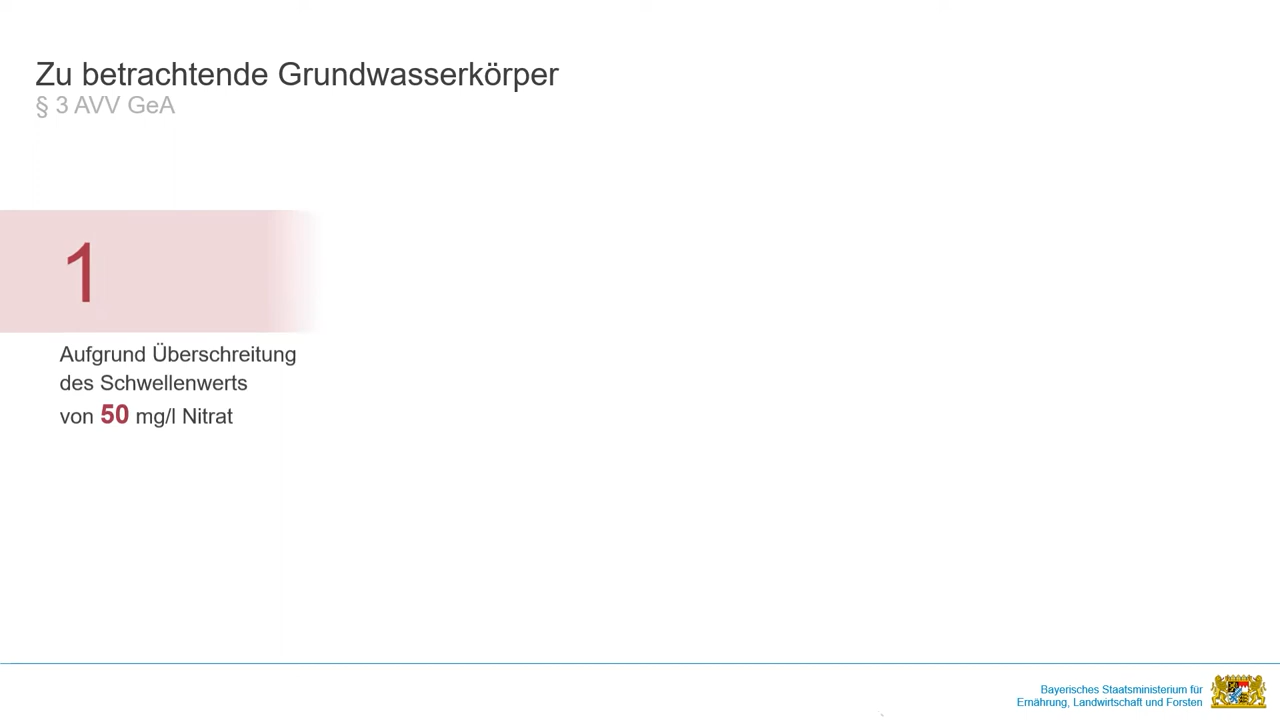 Zu betrachtende Grundwasserkörper
§ 3 AVV GeA
1
Aufgrund Überschreitung
des Schwellenwerts
von 50 mg/l Nitrat
Bayerisches Staatsministerium für
Ernährung, Landwirtschaft und Forsten